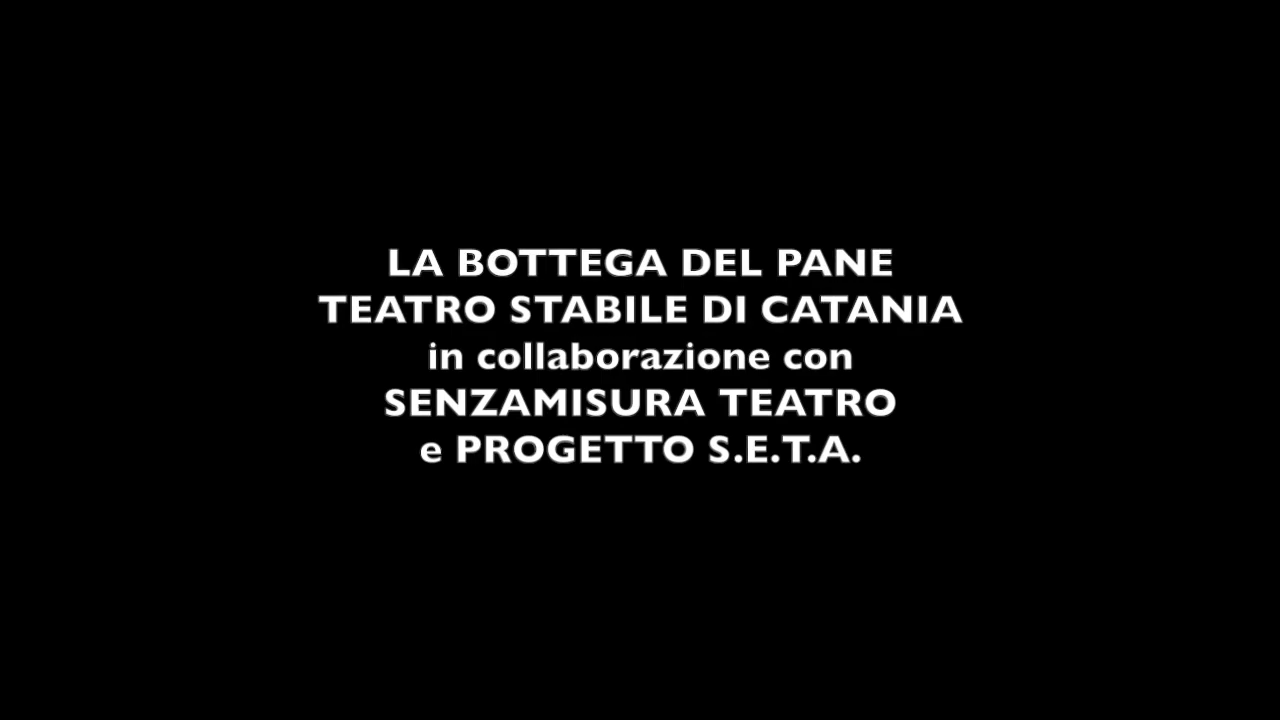 LA BOTTEGA DEL PANE
TEATRO STABILE DI CATANIA
in collaborazione con
SENZAMISURA TEATRO
e PROGETTO S.E.T.A.